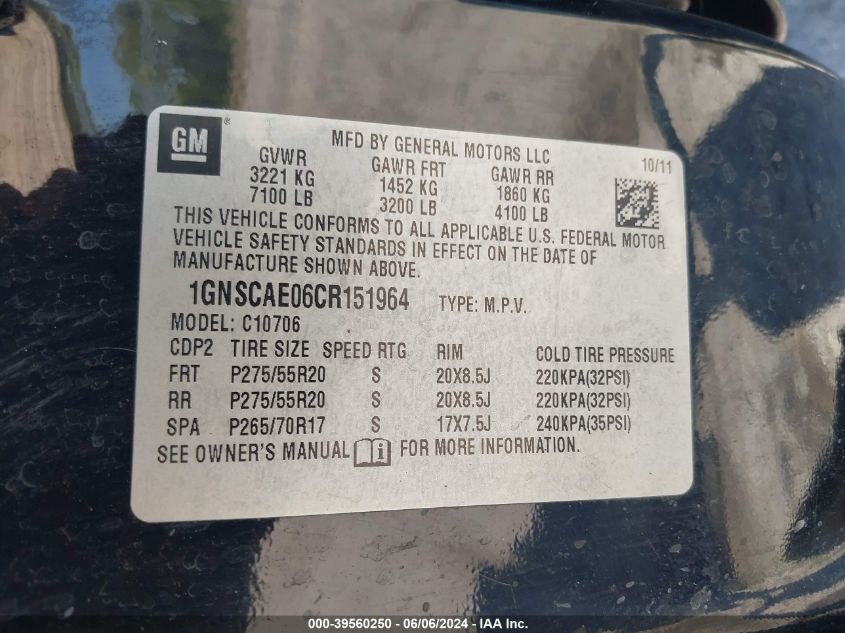 GM ®
MFD BY GENERAL MOTORS LLC
10/11
GVWR GAWR FRT GAWR RR
3221 KG 1452 KG 1860 KG
7100 LB 3200 LB 4100 LB
THIS VEHICLE CONFORMS TO ALL APPLICABLE U.S. FEDERAL MOTOR
VEHICLE SAFETY STANDARDS IN EFFECT ON THE DATE OF
MANUFACTURE SHOWN ABOVE.
1GNSCAE06CR151964 TYPE: M.P.V.
MODEL: C10706
CDP2 TIRE SIZE SPEED RTG RIM COLD TIRE PRESSURE
FRT P275/55R20 S 20X8.5J 220KPA(32PSI)
RR P275/55R20 S 20X8.5J 220KPA(32PSI)
SPA P265/70R17 S 17X7.5J 240KPA(35PSI)
SEE OWNER'S MANUAL i FOR MORE INFORMATION.
000-39560250 - 06/06/2024 - IAA Inc.